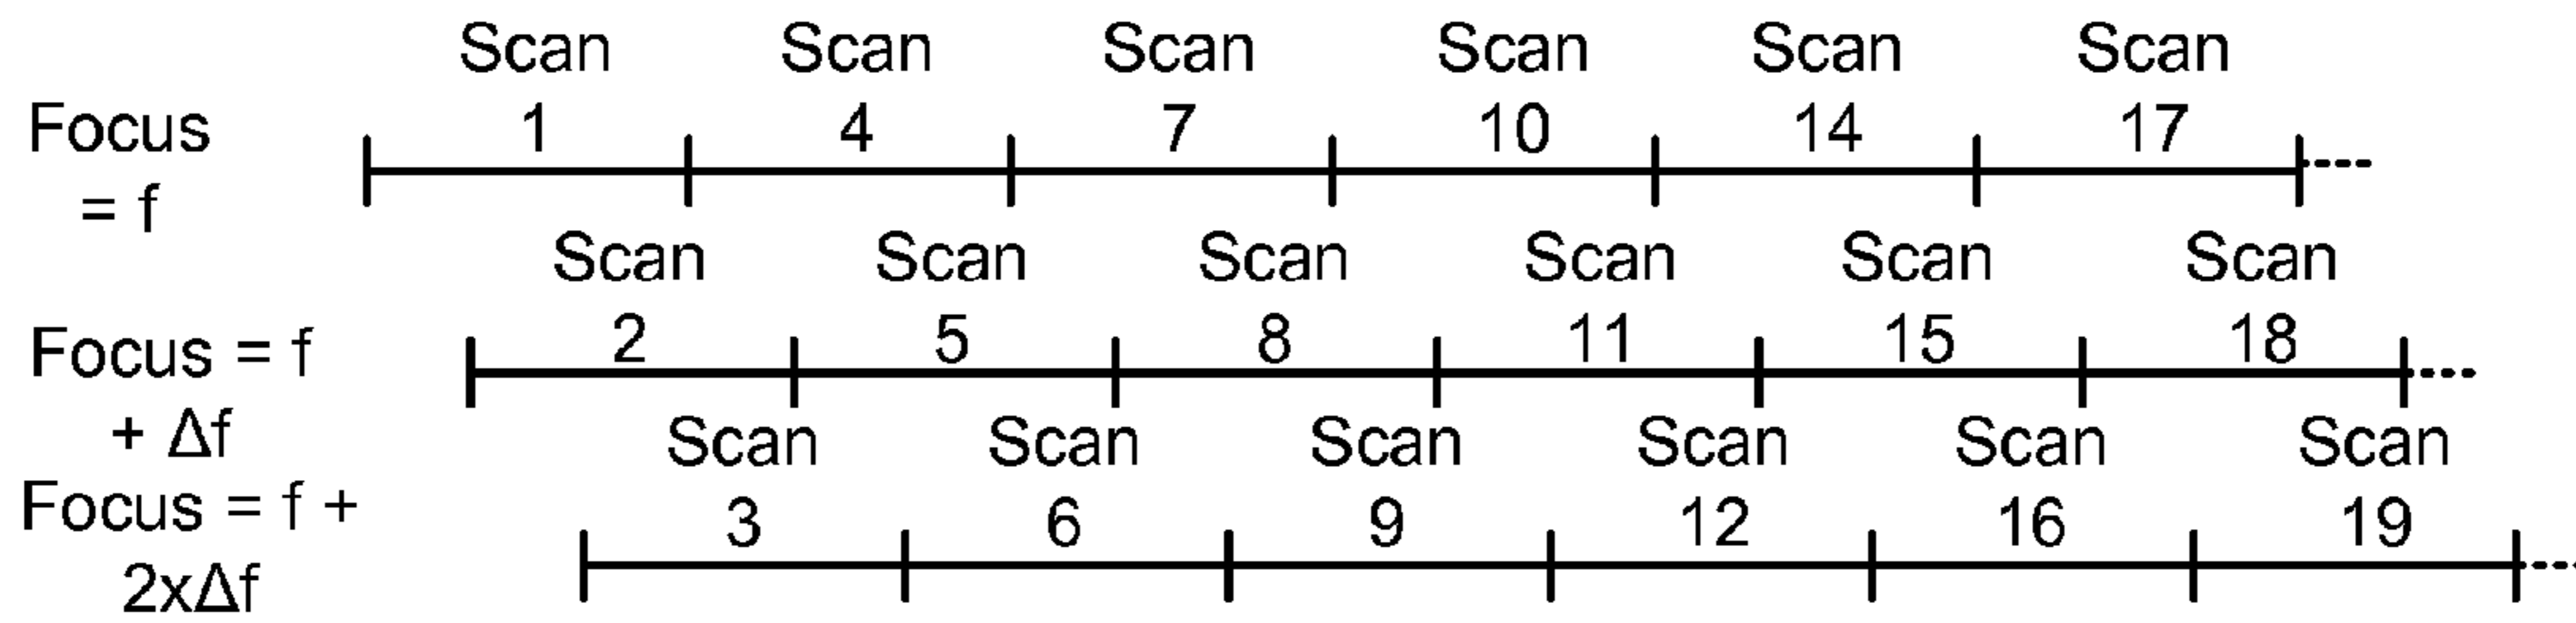 Scan Scan Scan Scan Scan Scan
Focus 1 4 7 10 14 17
= f
Scan Scan Scan Scan Scan Scan
Focus = f 2 5 8 11 15 18
+ Δf
Scan Scan Scan Scan Scan Scan
Focus = f + 3 6 9 12 16 19
2xΔf